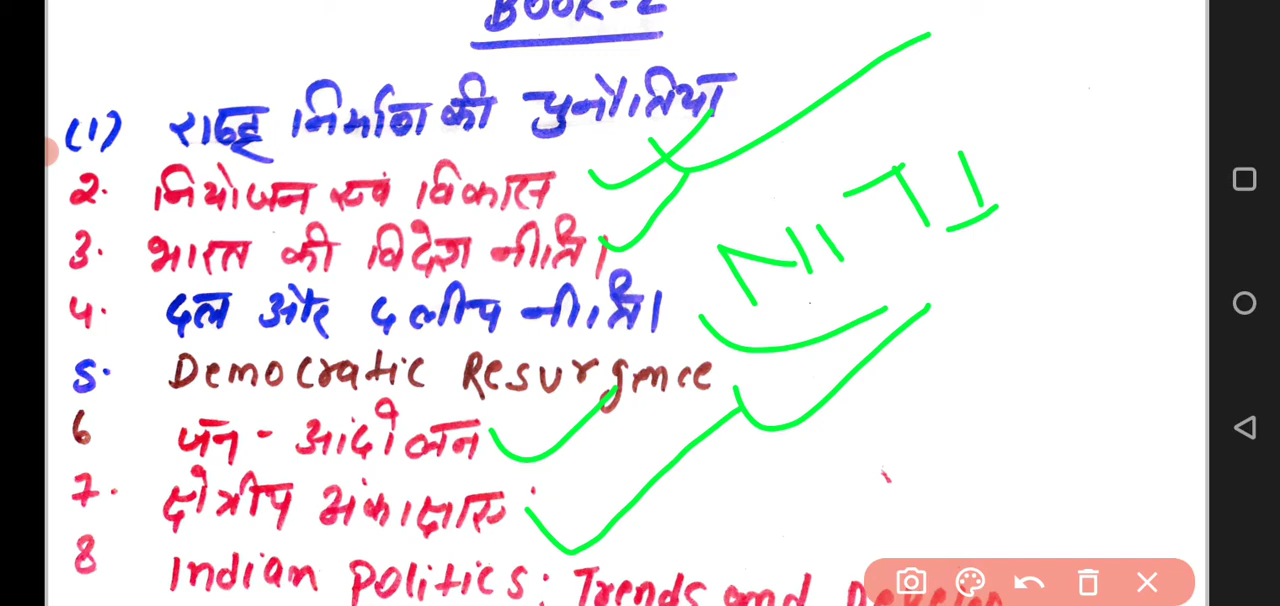 BOOK-2
(1) राष्ट्र निर्माण की चुनौतियां
2. नियोजन एवं विकास
3. भारत की विदेश नीति।
NITI
4. दल और दलीय नीति।
5. Democratic Resurgence
6 जन - आंदोलन
7. क्षेत्रीय अंकाक्षाएं
8 Indian Politics: Trends and Develop